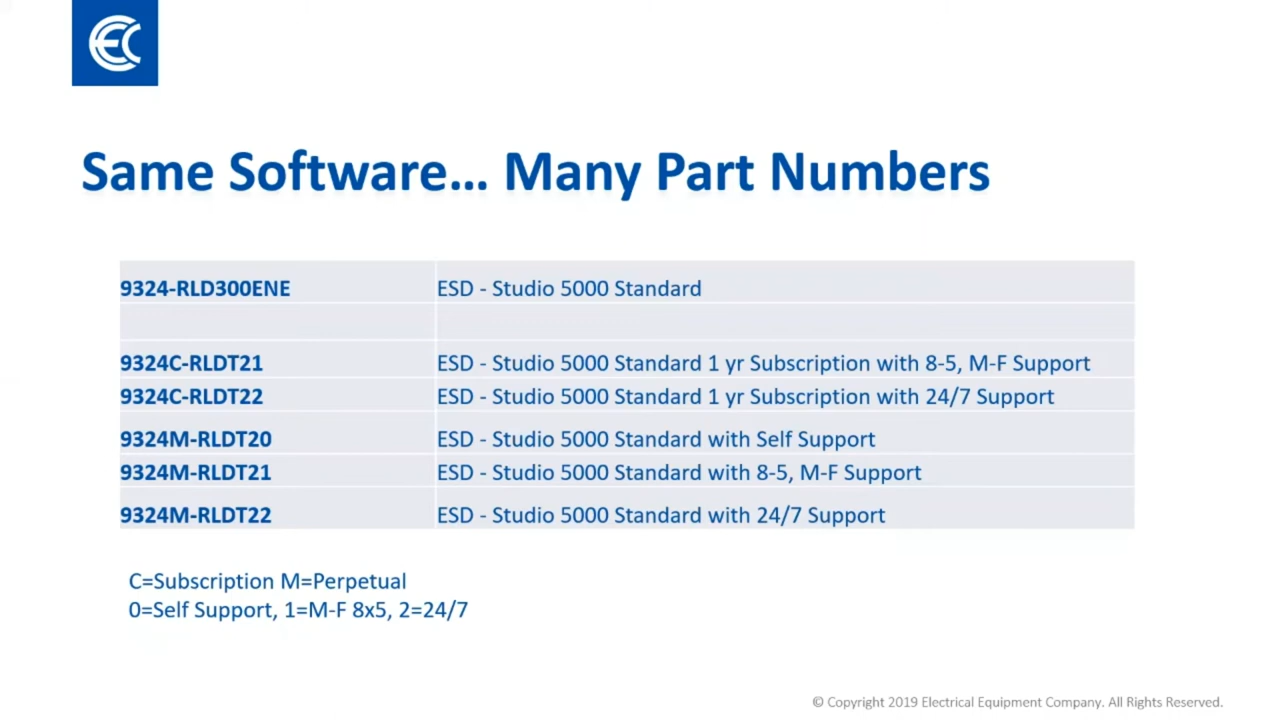 EC
Same Software... Many Part Numbers
9324-RLD300ENE ESD - Studio 5000 Standard
9324C-RLDT21 ESD - Studio 5000 Standard 1 yr Subscription with 8-5, M-F Support
9324C-RLDT22 ESD - Studio 5000 Standard 1 yr Subscription with 24/7 Support
9324M-RLDT20 ESD - Studio 5000 Standard with Self Support
9324M-RLDT21 ESD - Studio 5000 Standard with 8-5, M-F Support
9324M-RLDT22 ESD - Studio 5000 Standard with 24/7 Support
C=Subscription M=Perpetual
0=Self Support, 1=M-F 8x5, 2=24/7
© Copyright 2019 Electrical Equipment Company. All Rights Reserved.